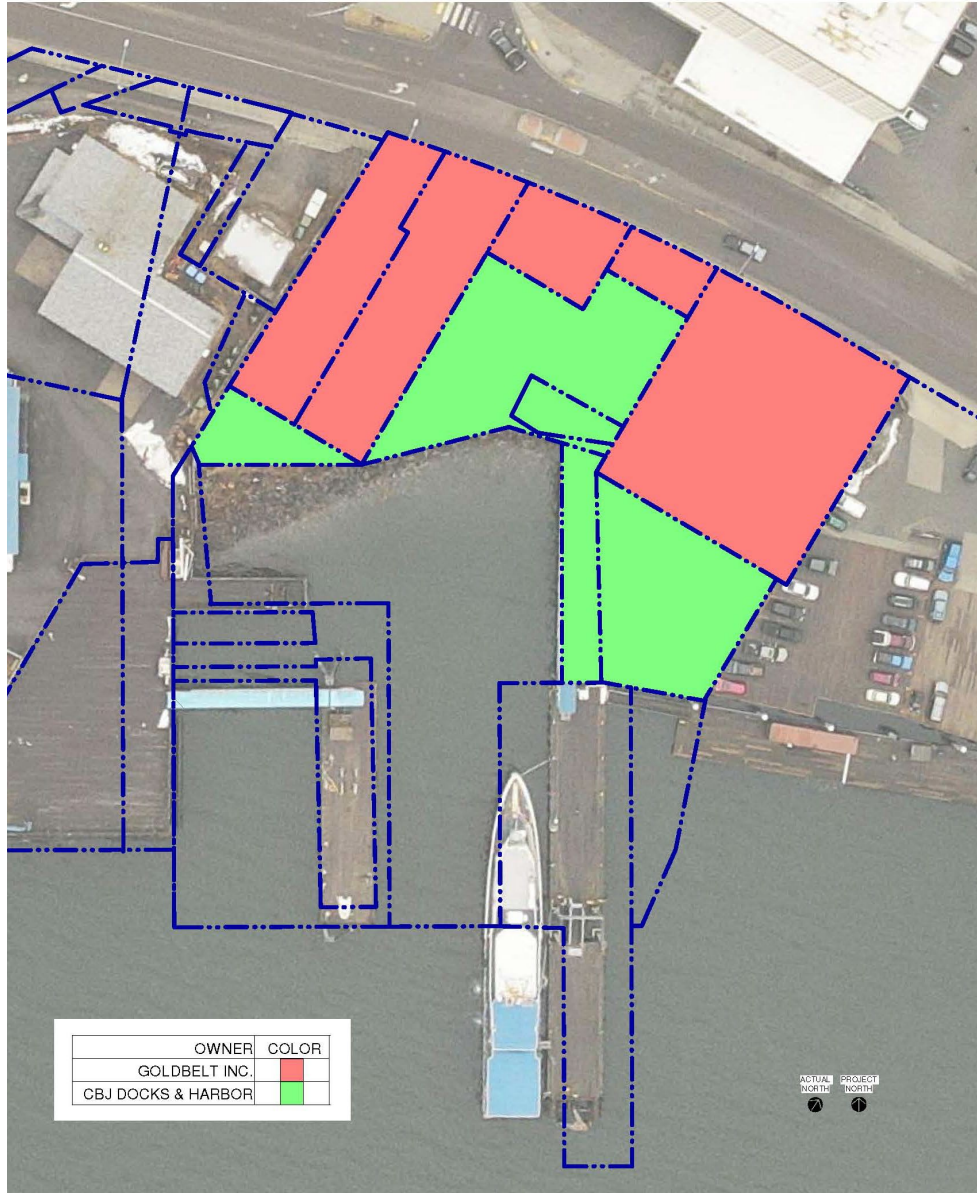 OWNER COLOR
GOLDBELT INC.
CBJ DOCKS & HARBOR
ACTUAL NORTH
PROJECT NORTH